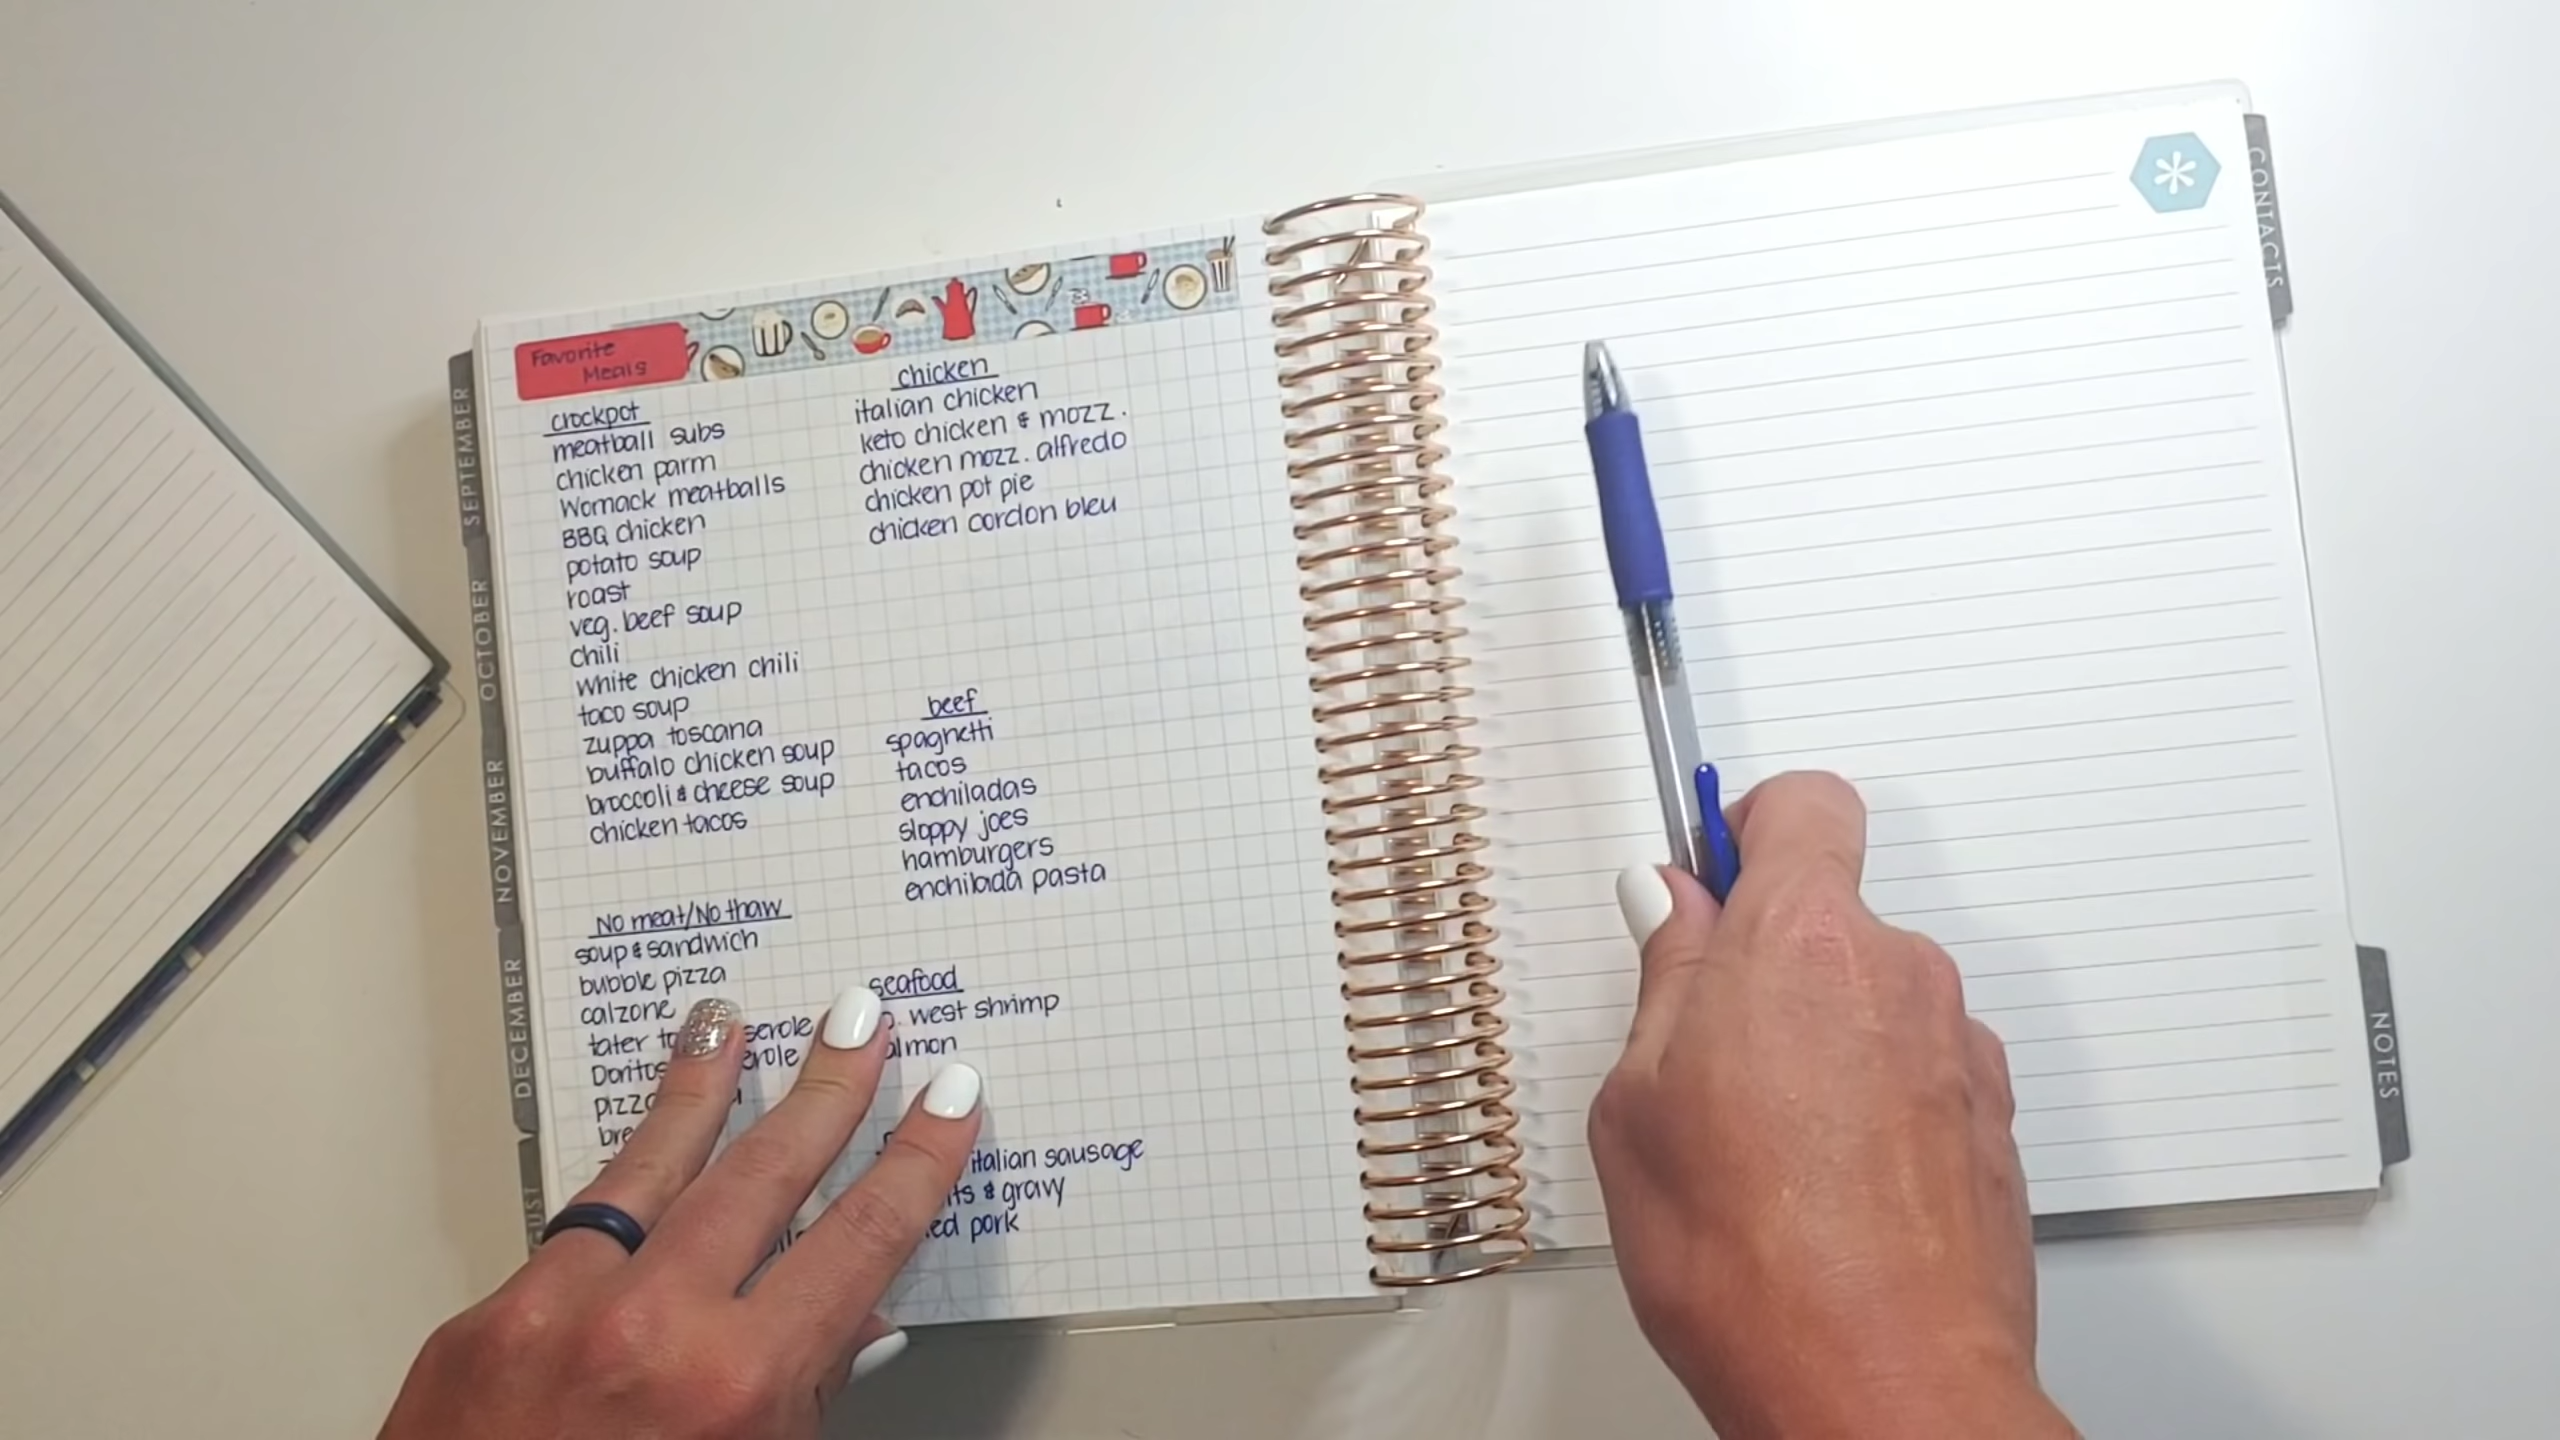 Favorite
Meals
crockpot
meatball subs
chicken parm
Womack meatballs
BBQ chicken
potato soup
roast
veg. beef soup
chili
white chicken chili
taco soup
zuppa toscana
buffalo chicken soup
broccoli & cheese soup
chicken tacos
No meat/No thaw
soup & sandwich
bubble pizza
calzone
tater
Doritos
chicken
italian chicken
keto chicken & mozz.
chicken mozz. alfredo
chicken pot pie
chicken cordon bleu
beef
spaghetti
tacos
enchiladas
sloppy joes
hamburgers
enchilada pasta
seafood
west shrimp
italian sausage
& gravy
pork
SEPTEMBER
OCTOBER
NOVEMBER
DECEMBER
CONTACTS
NOTES